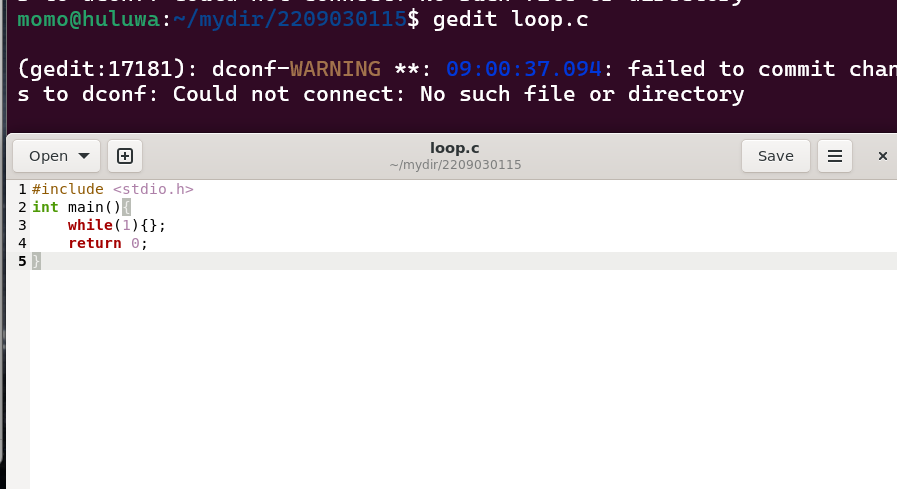 momo@huluwa:~/mydir/2209030115$ gedit loop.c
(gedit:17181): dconf-WARNING **: 09:00:37.094: failed to commit chan
s to dconf: Could not connect: No such file or directory
Open
loop.c
~/mydir/2209030115
Save
1 #include <stdio.h>
2 int main(){
3     while(1){};
4     return 0;
5 }